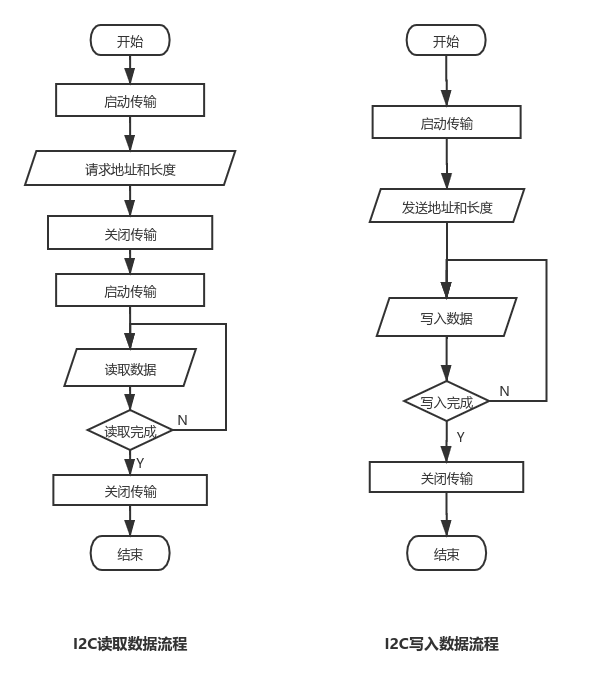 开始
启动传输
请求地址和长度
关闭传输
启动传输
读取数据
读取完成
N
Y
关闭传输
结束
I2C读取数据流程
开始
启动传输
发送地址和长度
写入数据
写入完成
N
Y
关闭传输
结束
I2C写入数据流程